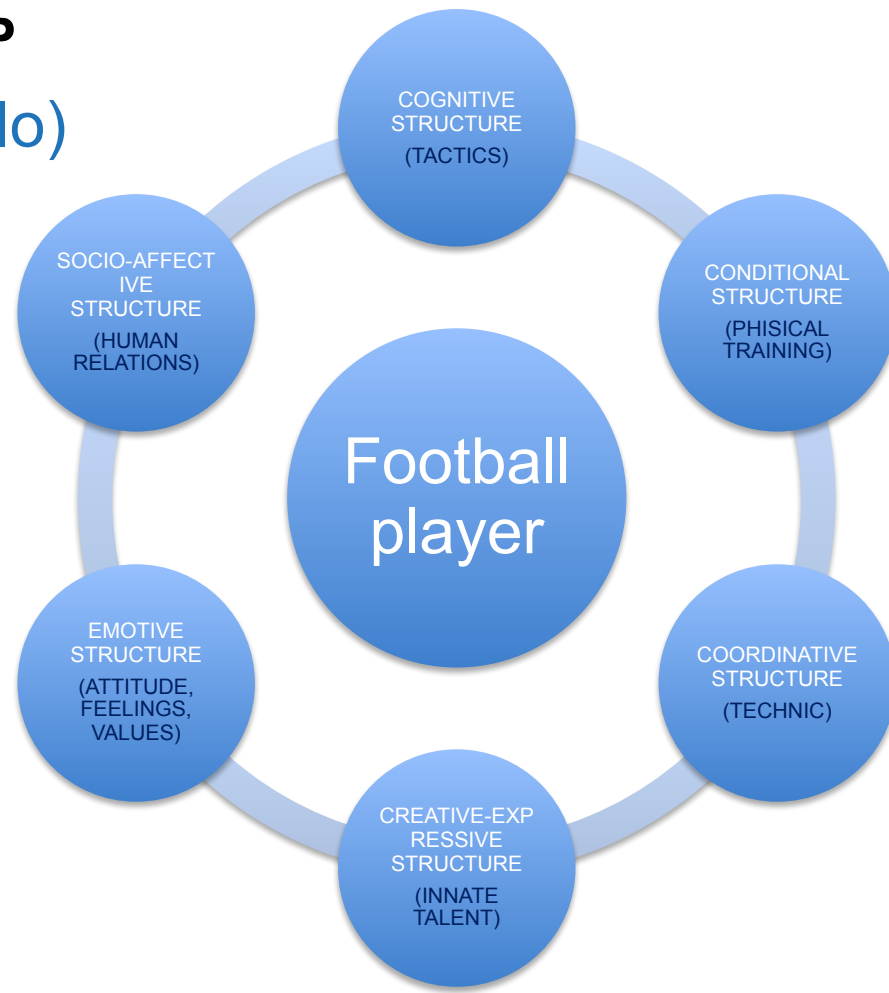 P
lo)
COGNITIVE
STRUCTURE
(TACTICS)
CONDITIONAL
STRUCTURE
(PHISICAL
TRAINING)
COORDINATIVE
STRUCTURE
(TECHNIC)
CREATIVE-EXP
RESSIVE
STRUCTURE
(INNATE
TALENT)
EMOTIVE
STRUCTURE
(ATTITUDE,
FEELINGS,
VALUES)
SOCIO-AFFECT
IVE
STRUCTURE
(HUMAN
RELATIONS)
Football
player